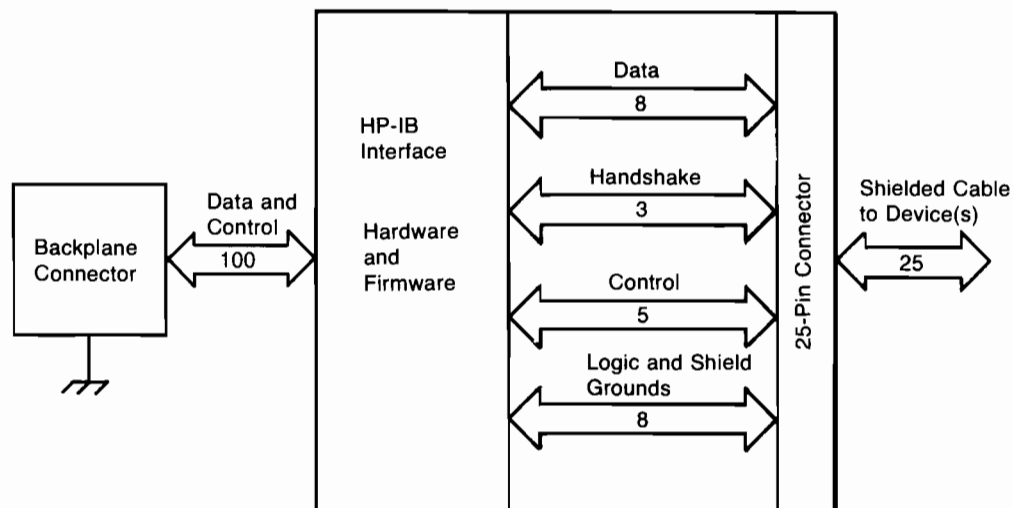 Backplane
Connector
Data and
Control
100
HP-IB
Interface
Hardware
and
Firmware
Data
8
Handshake
3
Control
5
Logic and Shield
Grounds
8
25-Pin Connector
Shielded Cable
to Device(s)
25